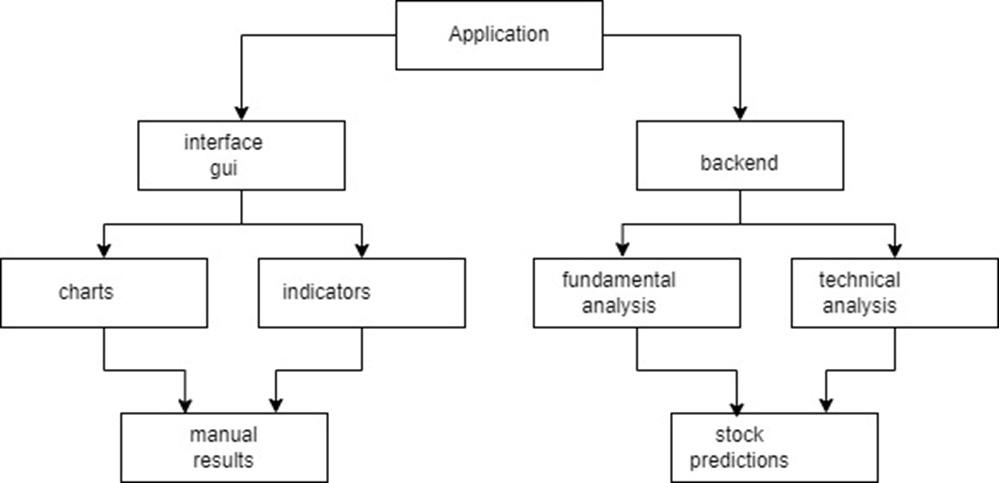 Application
interface
gui
backend
charts
indicators
fundamental
analysis
technical
analysis
manual
results
stock
predictions